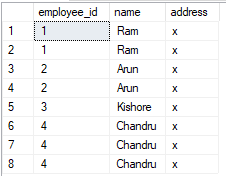 employee_id name address
1 1 Ram x
2 1 Ram x
3 2 Arun x
4 2 Arun x
5 3 Kishore x
6 4 Chandru x
7 4 Chandru x
8 4 Chandru x